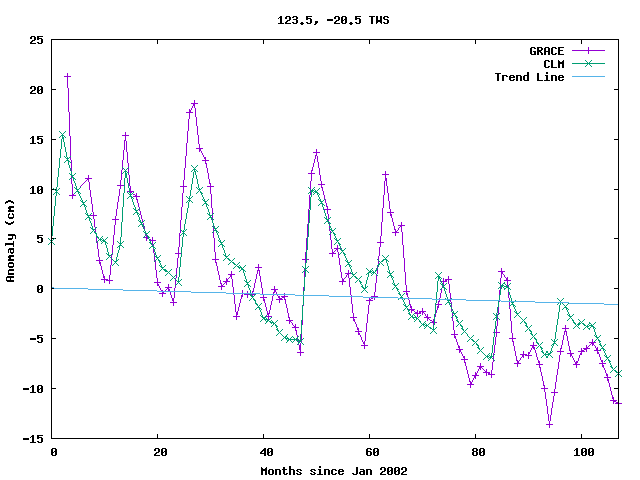 123.5, -20.5 TWS
GRACE
CLM
Trend Line
25
20
15
10
5
0
-5
-10
-15
Anomaly (cm)
0 20 40 60 80 100
Months since Jan 2002